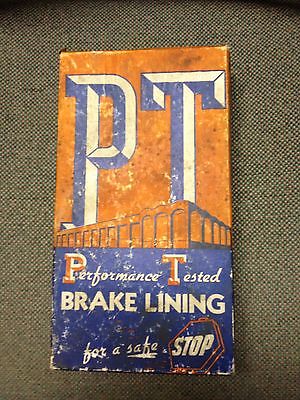 PT
Performance Tested
BRAKE LINING
for a safe STOP